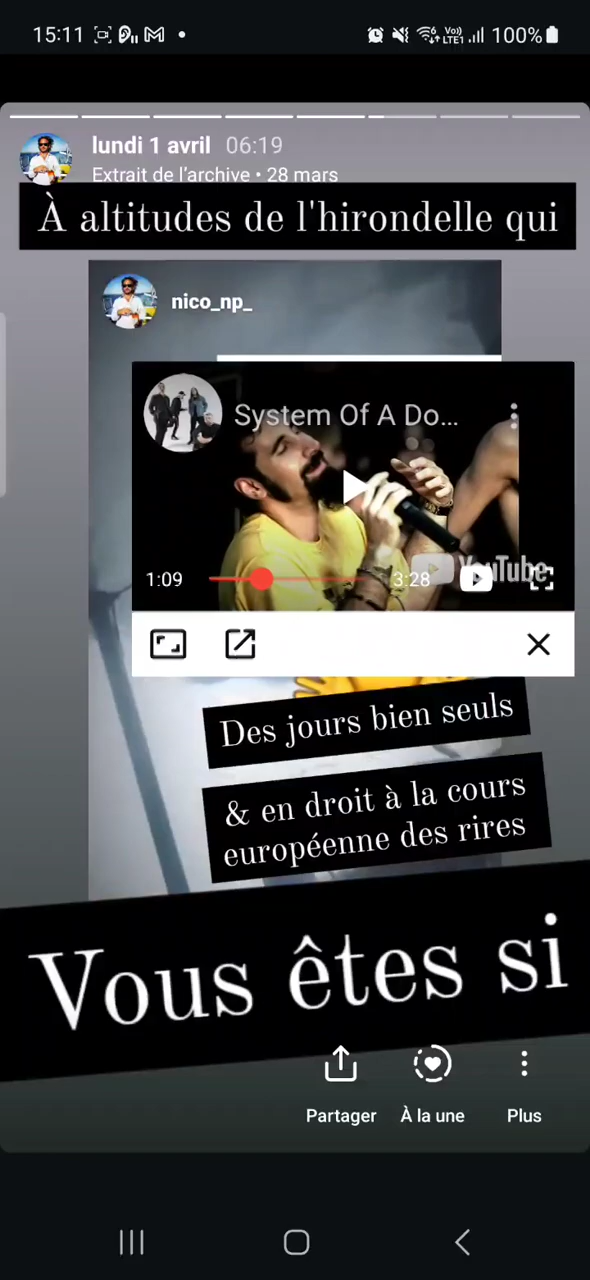 15:11
Vo)) LTE1 100%
lundi 1 avril 06:19
Extrait de l'archive • 28 mars
À altitudes de l'hirondelle qui
nico_np_
System Of A Do...
1:09 3:28 YouTube
Des jours bien seuls
& en droit à la cours
européenne des rires
Vous êtes si
Partager À la une Plus